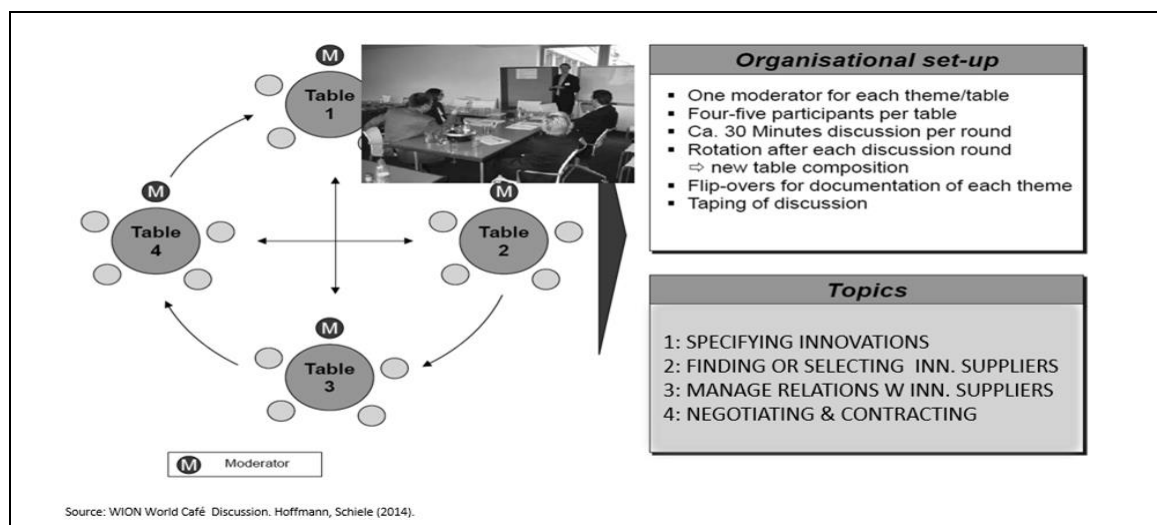 M
Table
1
M
Table
4
M
Table
2
M
Table
3
M Moderator
Organisational set-up
▪ One moderator for each theme/table
▪ Four-five participants per table
▪ Ca. 30 Minutes discussion per round
▪ Rotation after each discussion round
⇨ new table composition
▪ Flip-overs for documentation of each theme
▪ Taping of discussion
Topics
1: SPECIFYING INNOVATIONS
2: FINDING OR SELECTING INN. SUPPLIERS
3: MANAGE RELATIONS W INN. SUPPLIERS
4: NEGOTIATING & CONTRACTING
Source: WION World Café Discussion. Hoffmann, Schiele (2014).